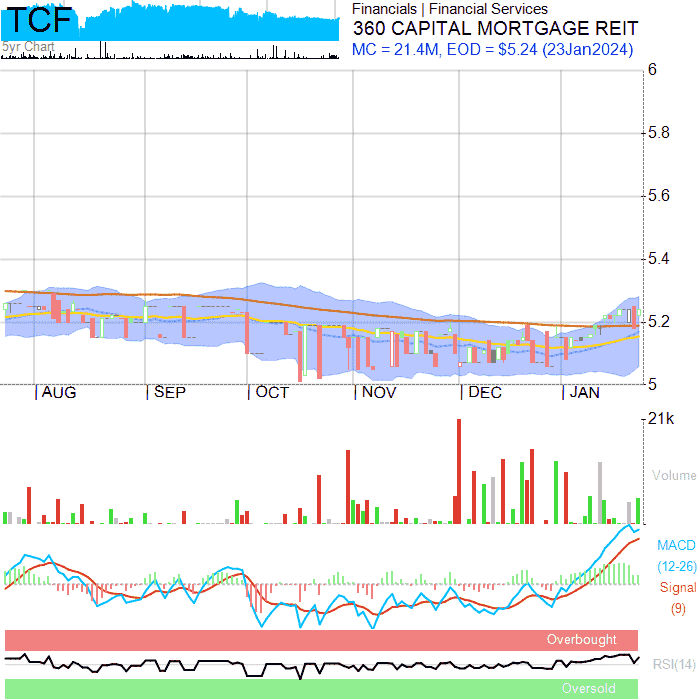 TCF
5yr Chart
Financials | Financial Services
360 CAPITAL MORTGAGE REIT
MC = 21.4M, EOD = $5.24 (23Jan2024)
6
5.8
5.6
5.4
5.2
5
| AUG | SEP | OCT | NOV | DEC | JAN
21k
Volume
MACD
(12-26)
Signal
(9)
Overbought
RSI(14)
Oversold